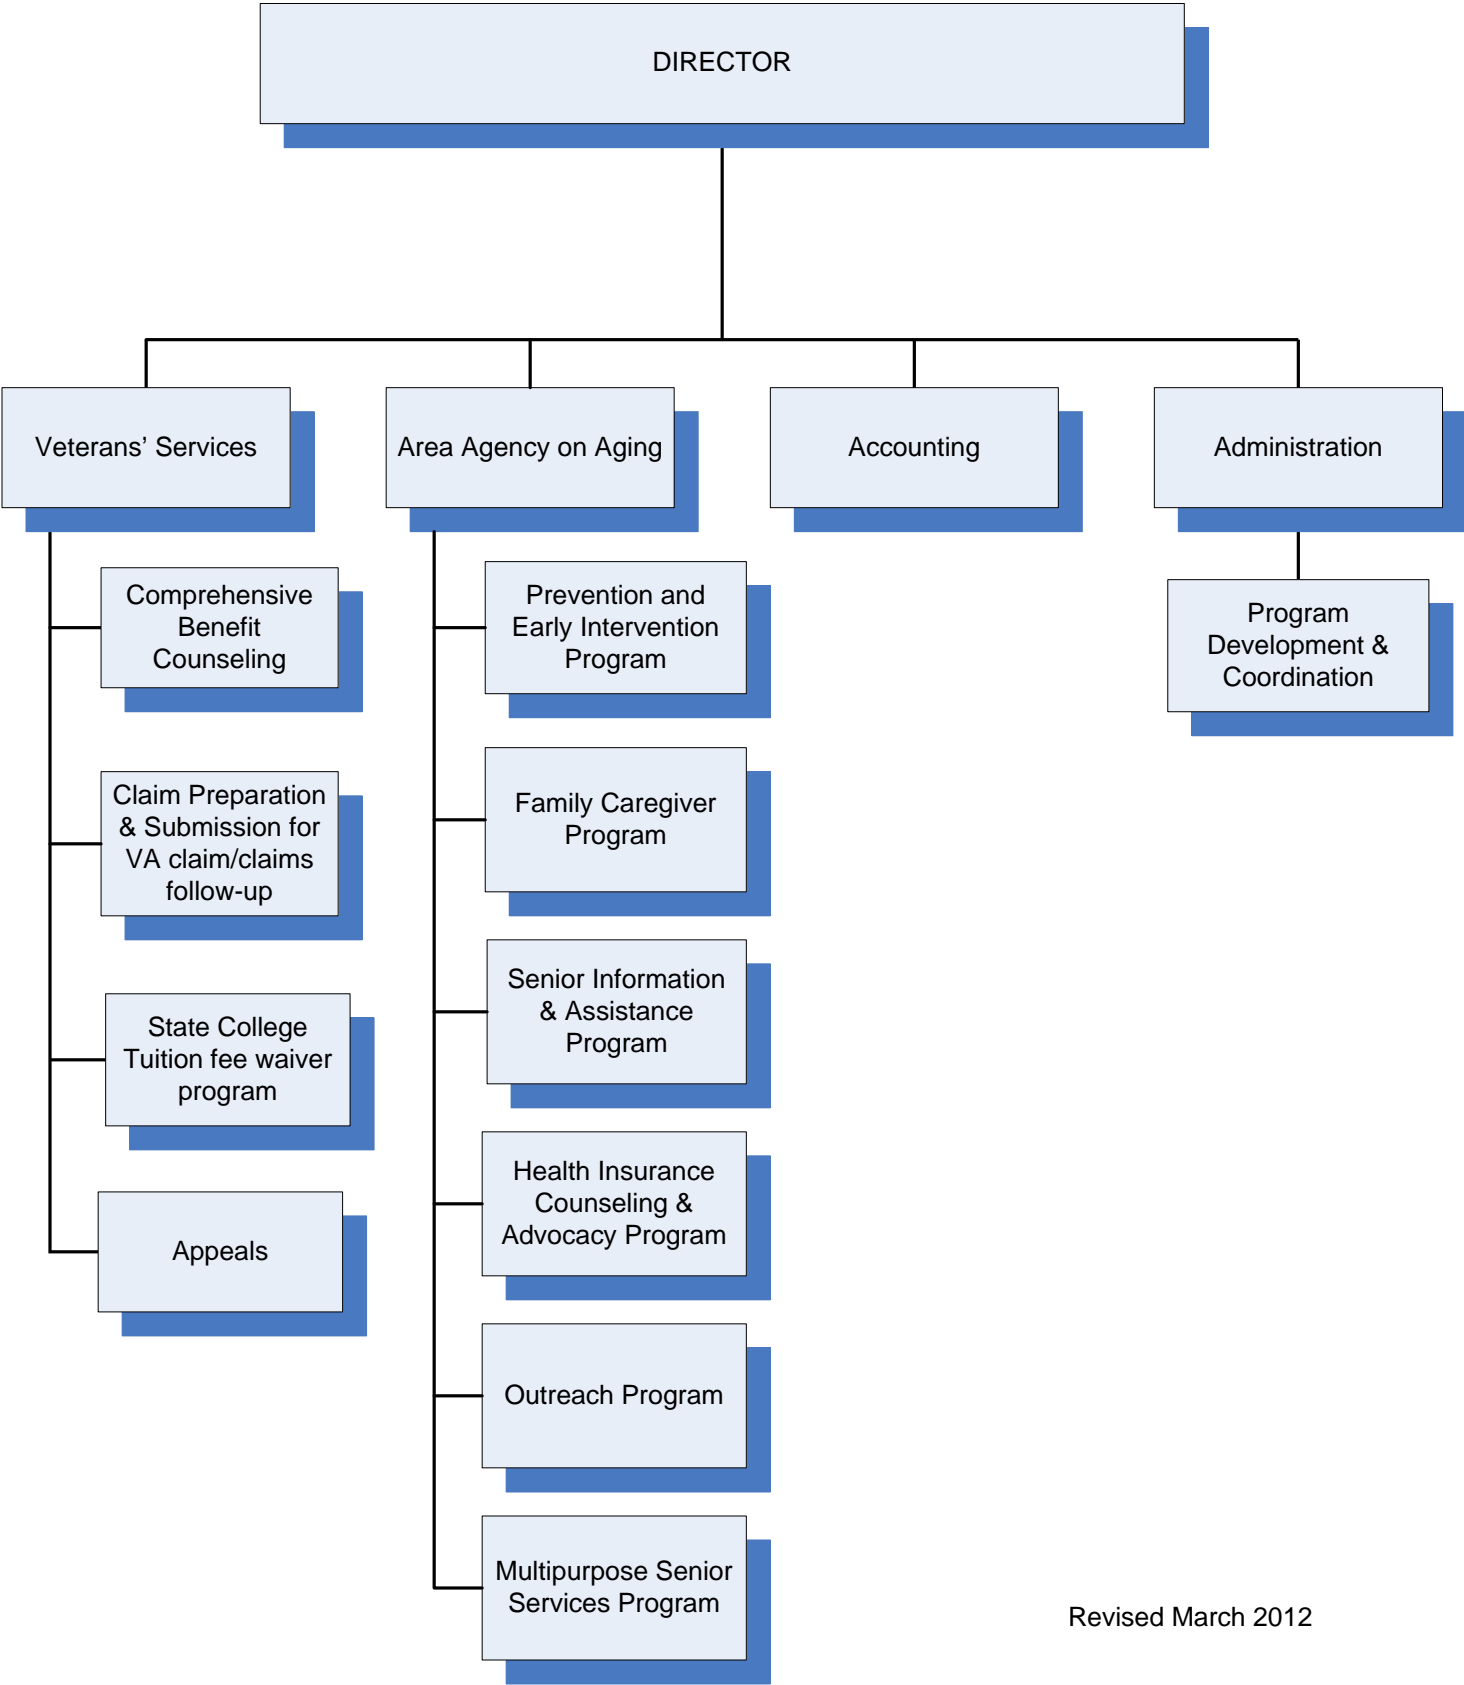 DIRECTOR
Veterans’ Services
Area Agency on Aging
Accounting
Administration
Comprehensive
Benefit
Counseling
Claim Preparation
& Submission for
VA claim/claims
follow-up
State College
Tuition fee waiver
program
Appeals
Prevention and
Early Intervention
Program
Family Caregiver
Program
Senior Information
& Assistance
Program
Health Insurance
Counseling &
Advocacy Program
Outreach Program
Multipurpose Senior
Services Program
Program
Development &
Coordination
Revised March 2012